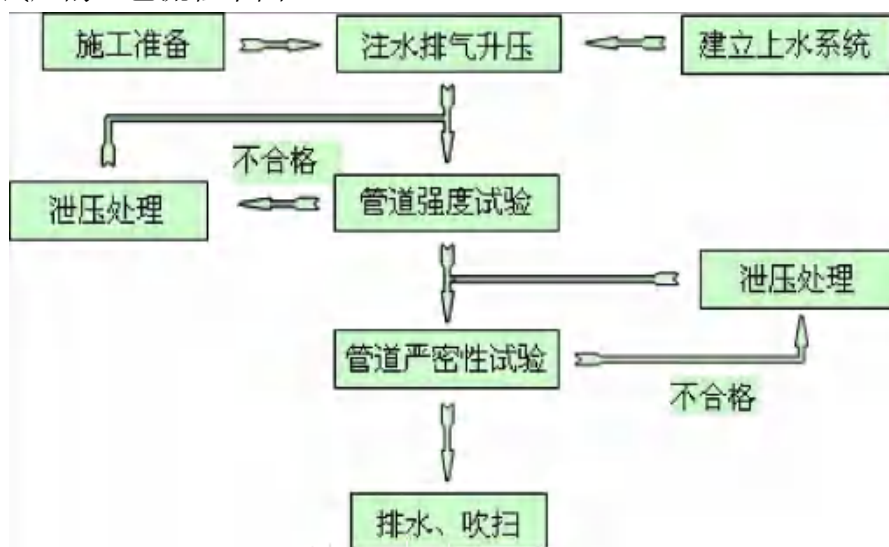 施工准备
注水排气升压
建立上水系统
不合格
泄压处理
管道强度试验
泄压处理
管道严密性试验
不合格
排水、吹扫